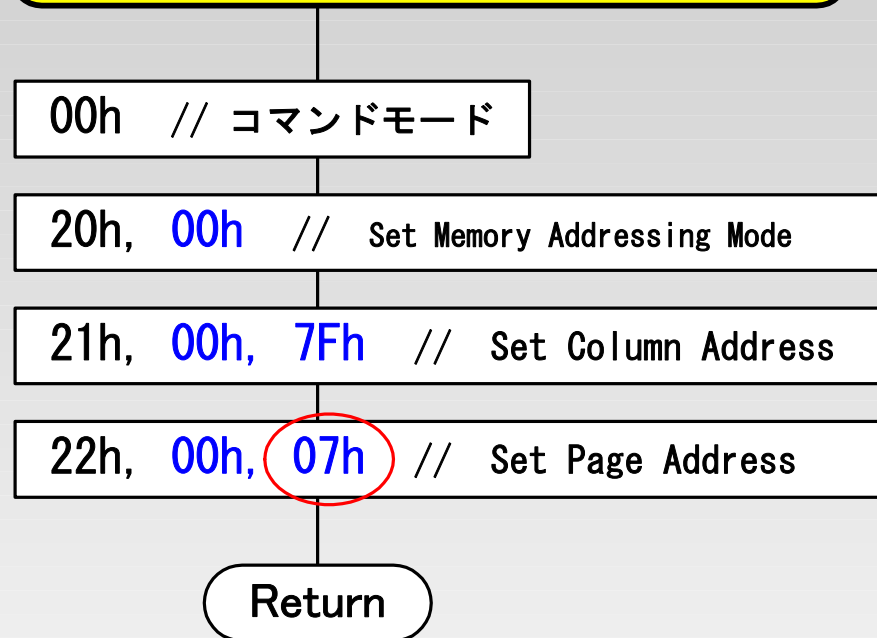 00h // コマンドモード
20h, 00h // Set Memory Addressing Mode
21h, 00h, 7Fh // Set Column Address
22h, 00h, 07h // Set Page Address
Return